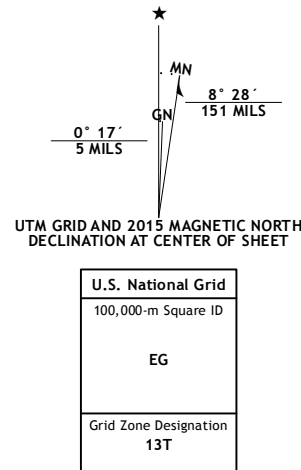 MN
GN
8° 28´
151 MILS
0° 17´
5 MILS
UTM GRID AND 2015 MAGNETIC NORTH
DECLINATION AT CENTER OF SHEET
U.S. National Grid
100,000-m Square ID
EG
Grid Zone Designation
13T